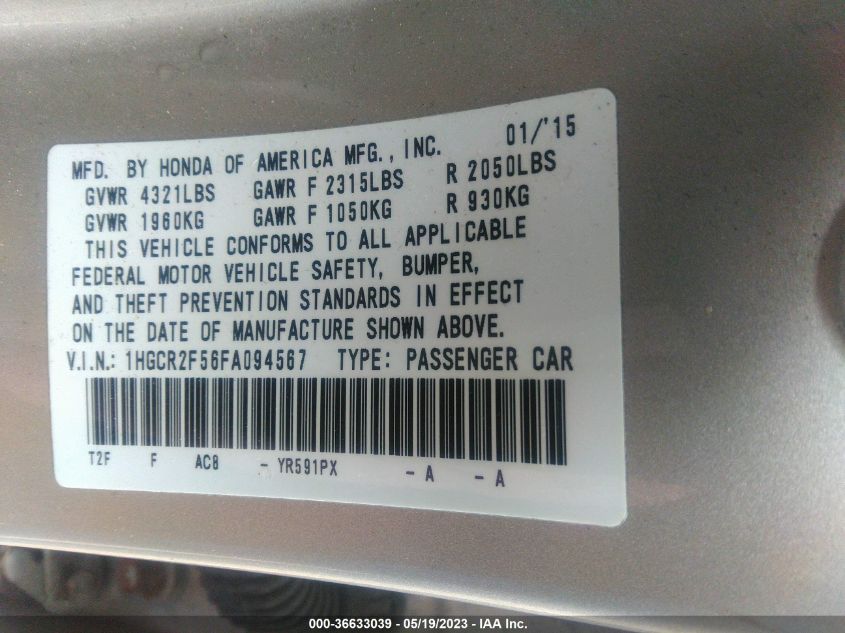 01/'15
MFD. BY HONDA OF AMERICA MFG., INC.
GVWR 4321LBS GAWR F 2315LBS R 2050LBS
GVWR 1960KG GAWR F 1050KG R 930KG
THIS VEHICLE CONFORMS TO ALL APPLICABLE
FEDERAL MOTOR VEHICLE SAFETY, BUMPER,
AND THEFT PREVENTION STANDARDS IN EFFECT
ON THE DATE OF MANUFACTURE SHOWN ABOVE.
V.I.N.: 1HGCR2F56FA094567 TYPE: PASSENGER CAR
T2F F AC8 - YR591PX - A - A
000-36633039 - 05/19/2023 - IAA Inc.